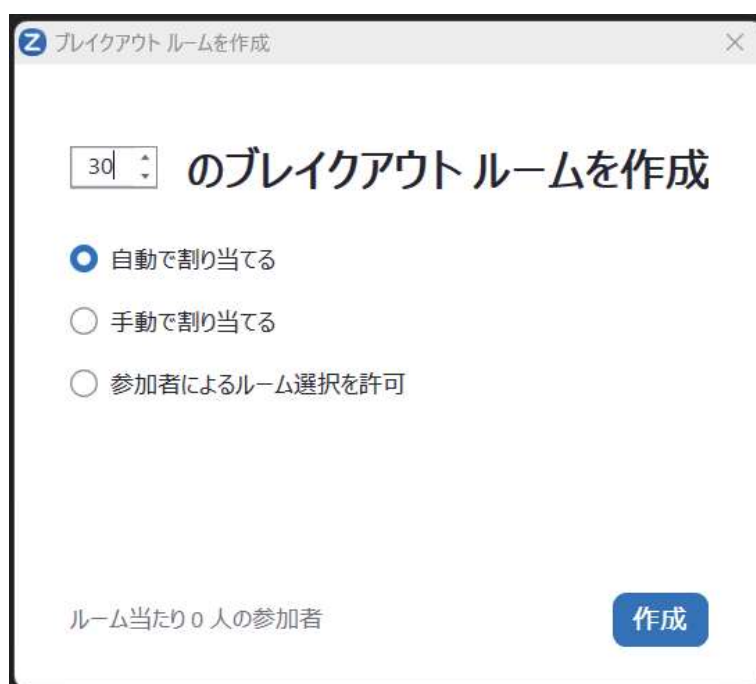 Z ブレイクアウト ルームを作成
30 のブレイクアウト ルームを作成
自動で割り当てる
手動で割り当てる
参加者によるルーム選択を許可
ルーム当たり 0 人の参加者
作成